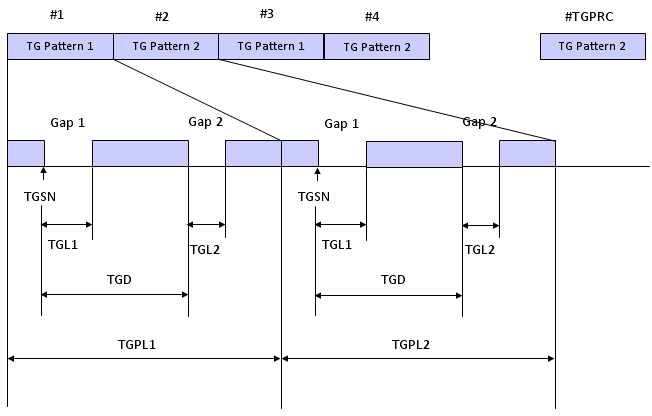 #1 #2 #3 #4 #TGPRC
TG Pattern 1 TG Pattern 2 TG Pattern 1 TG Pattern 2 TG Pattern 2
Gap 1 Gap 2 Gap 1 Gap 2
TGSN TGSN
TGL1 TGL2 TGL1 TGL2
TGD TGD
TGPL1 TGPL2